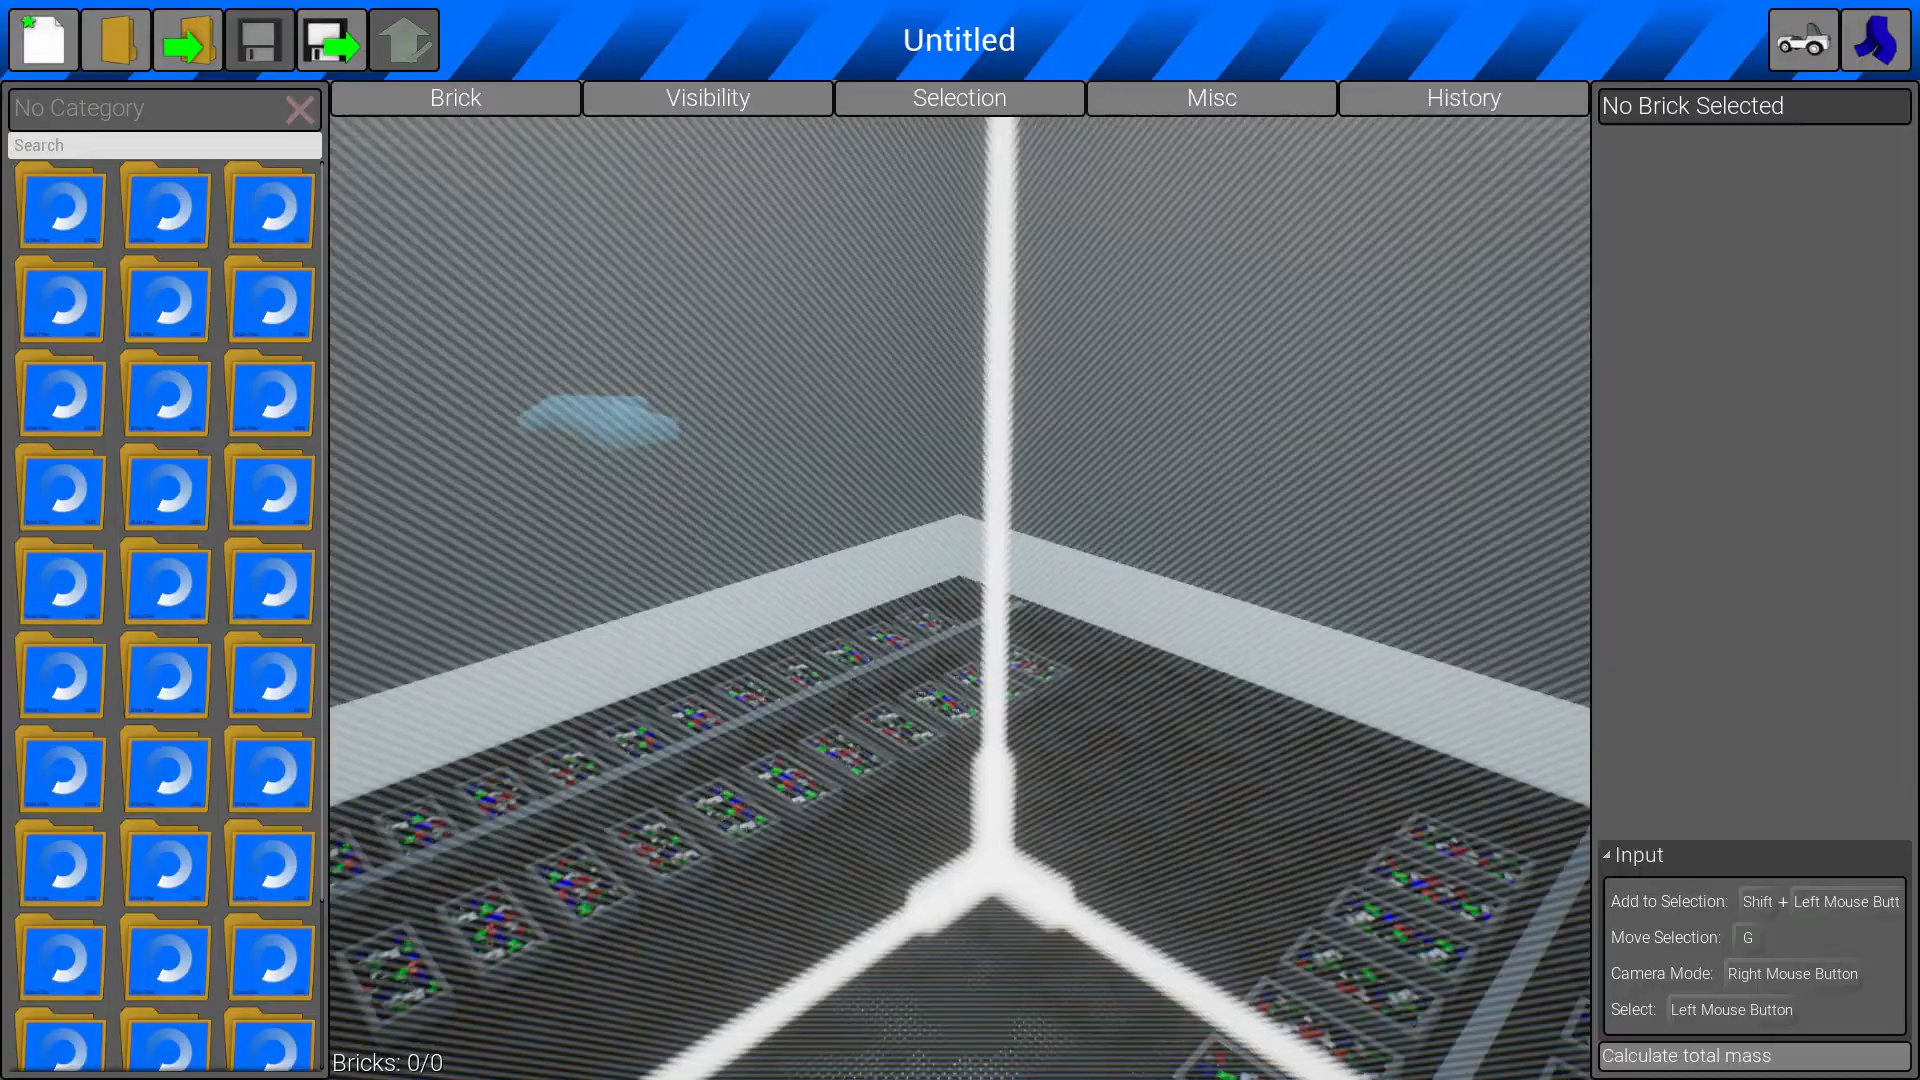 Untitled
Brick
Visibility
Selection
Misc
History
No Category
Search
No Brick Selected
Input
Add to Selection: Shift + Left Mouse Butt
Move Selection: G
Camera Mode: Right Mouse Button
Select: Left Mouse Button
Calculate total mass
Bricks: 0/0